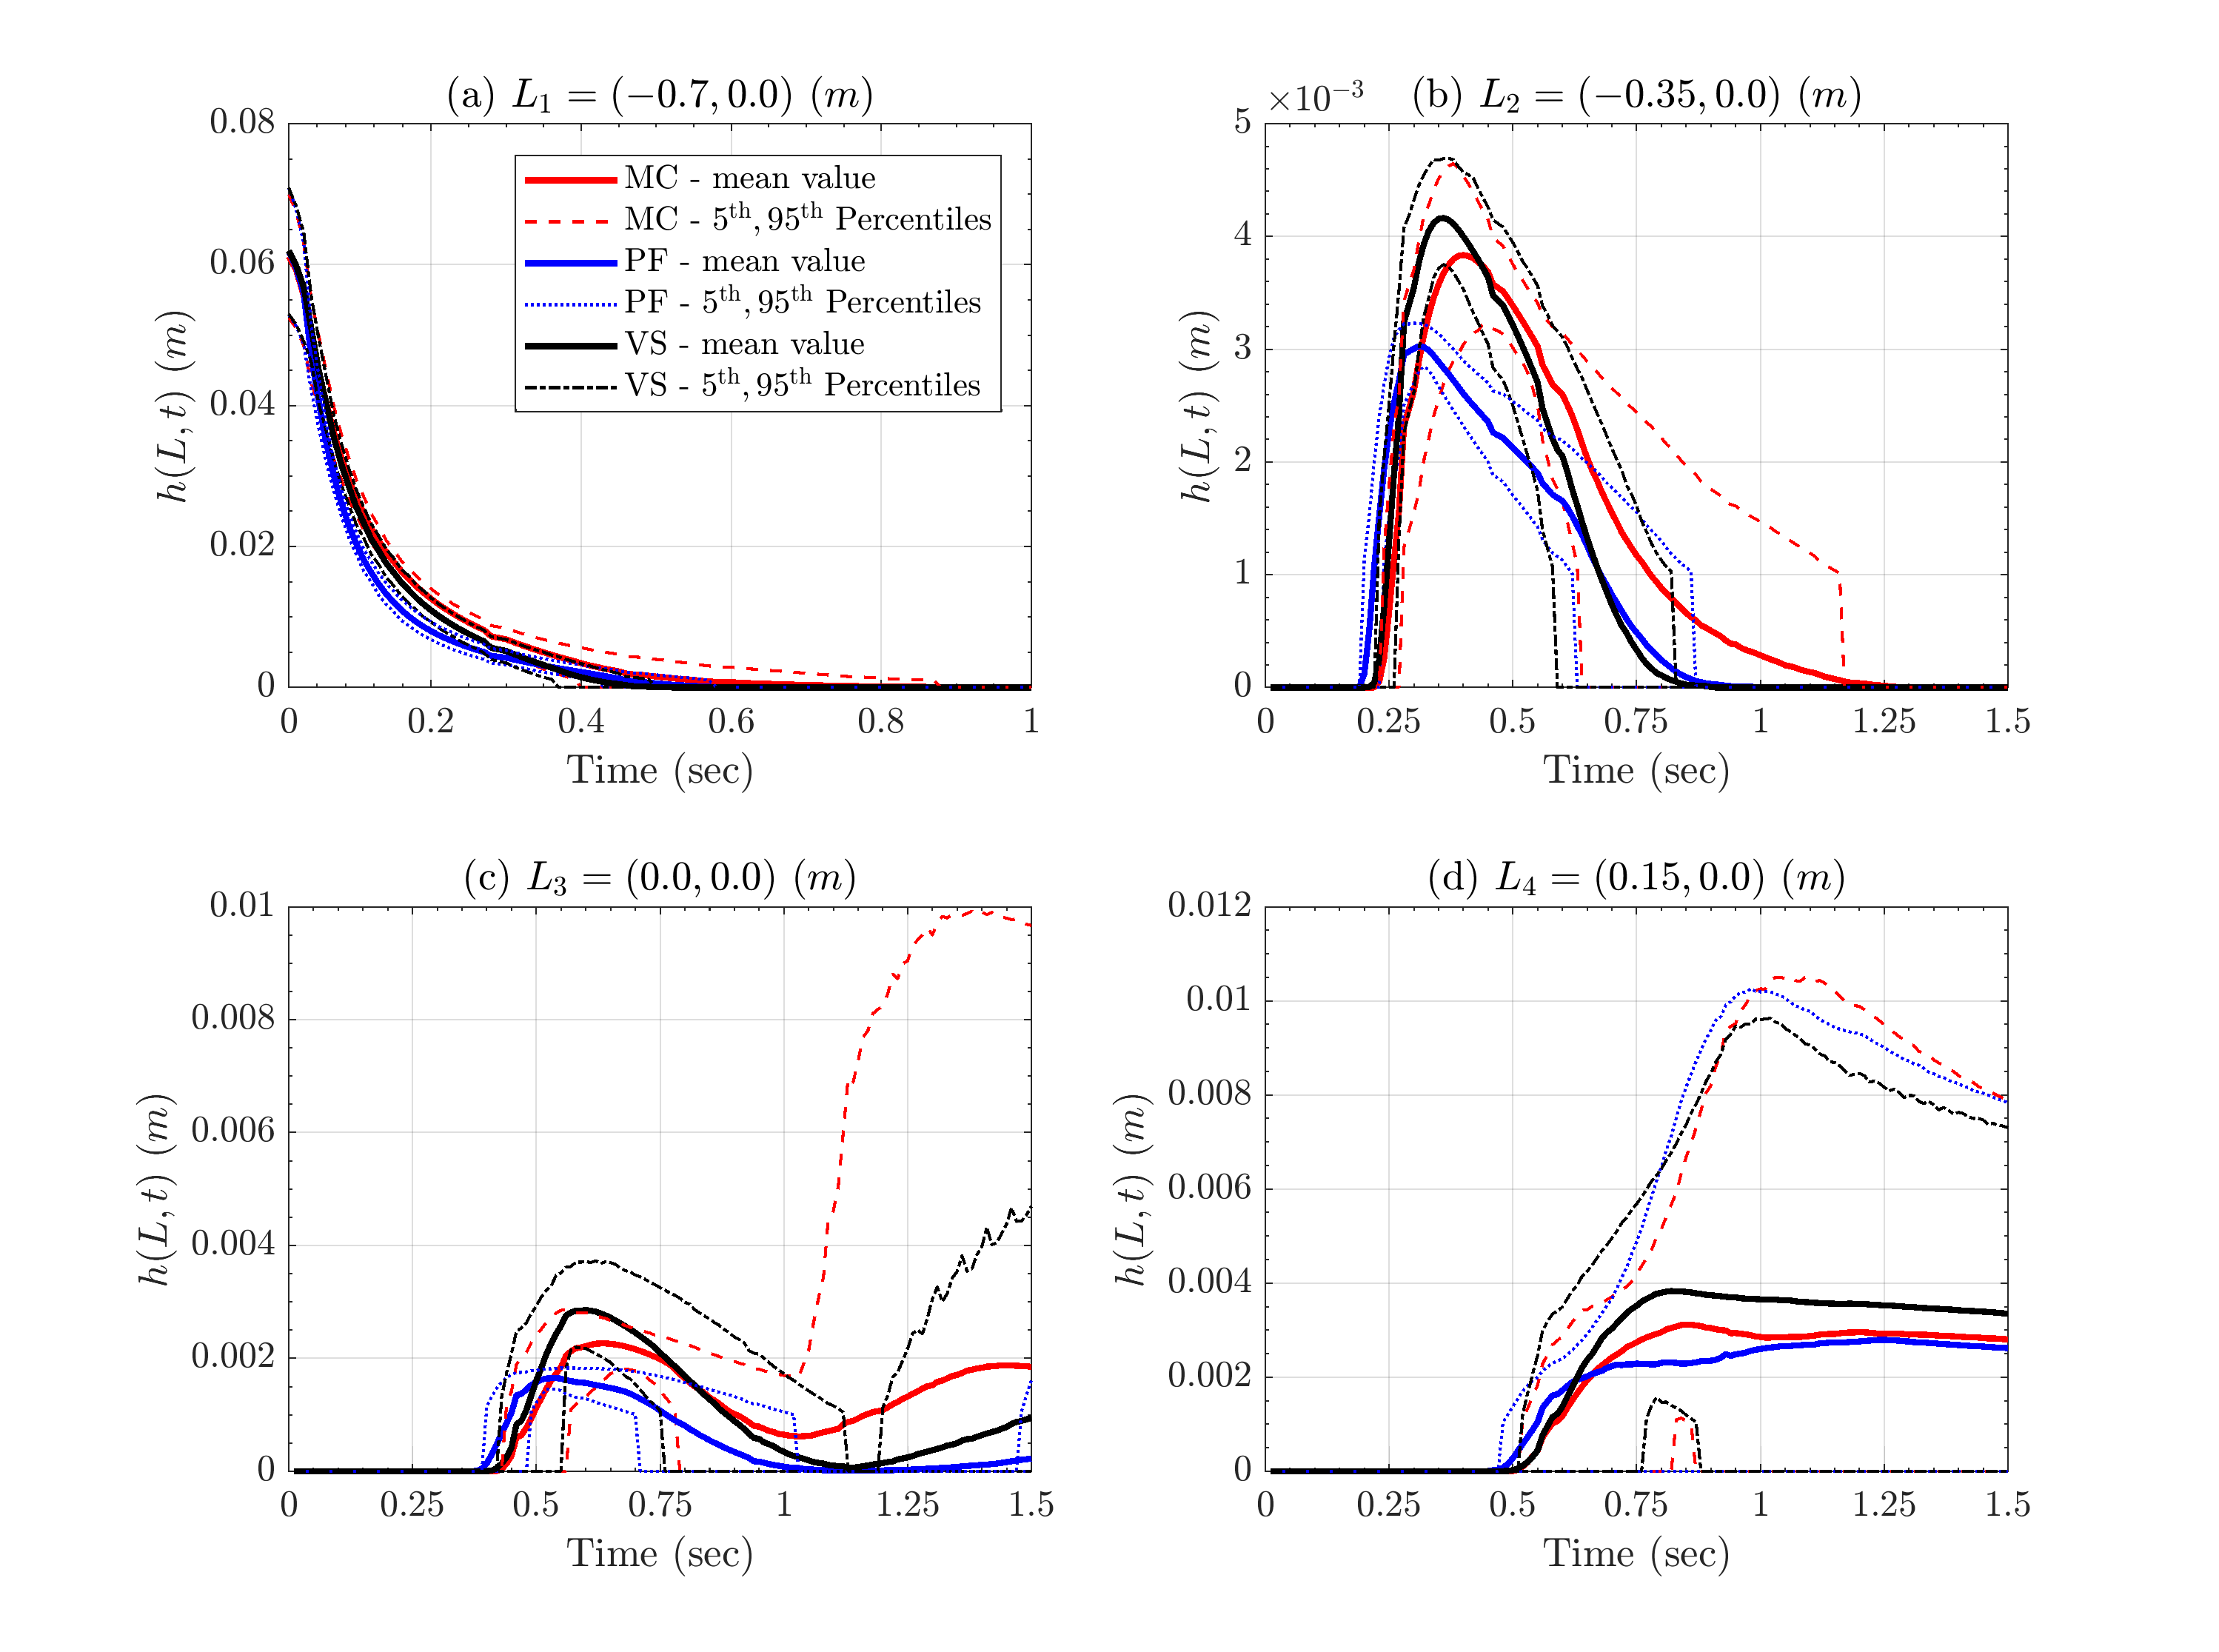 (a) L₁ = (−0.7, 0.0) (m)
0.08
0.06
0.04
0.02
0
h(L, t) (m)
MC - mean value
MC - 5ᵗʰ, 95ᵗʰ Percentiles
PF - mean value
PF - 5ᵗʰ, 95ᵗʰ Percentiles
VS - mean value
VS - 5ᵗʰ, 95ᵗʰ Percentiles
0 0.2 0.4 0.6 0.8 1
Time (sec)
×10⁻³
(b) L₂ = (−0.35, 0.0) (m)
5
4
3
2
1
0
h(L, t) (m)
0 0.25 0.5 0.75 1 1.25 1.5
Time (sec)
(c) L₃ = (0.0, 0.0) (m)
0.01
0.008
0.006
0.004
0.002
0
h(L, t) (m)
0 0.25 0.5 0.75 1 1.25 1.5
Time (sec)
(d) L₄ = (0.15, 0.0) (m)
0.012
0.01
0.008
0.006
0.004
0.002
0
h(L, t) (m)
0 0.25 0.5 0.75 1 1.25 1.5
Time (sec)